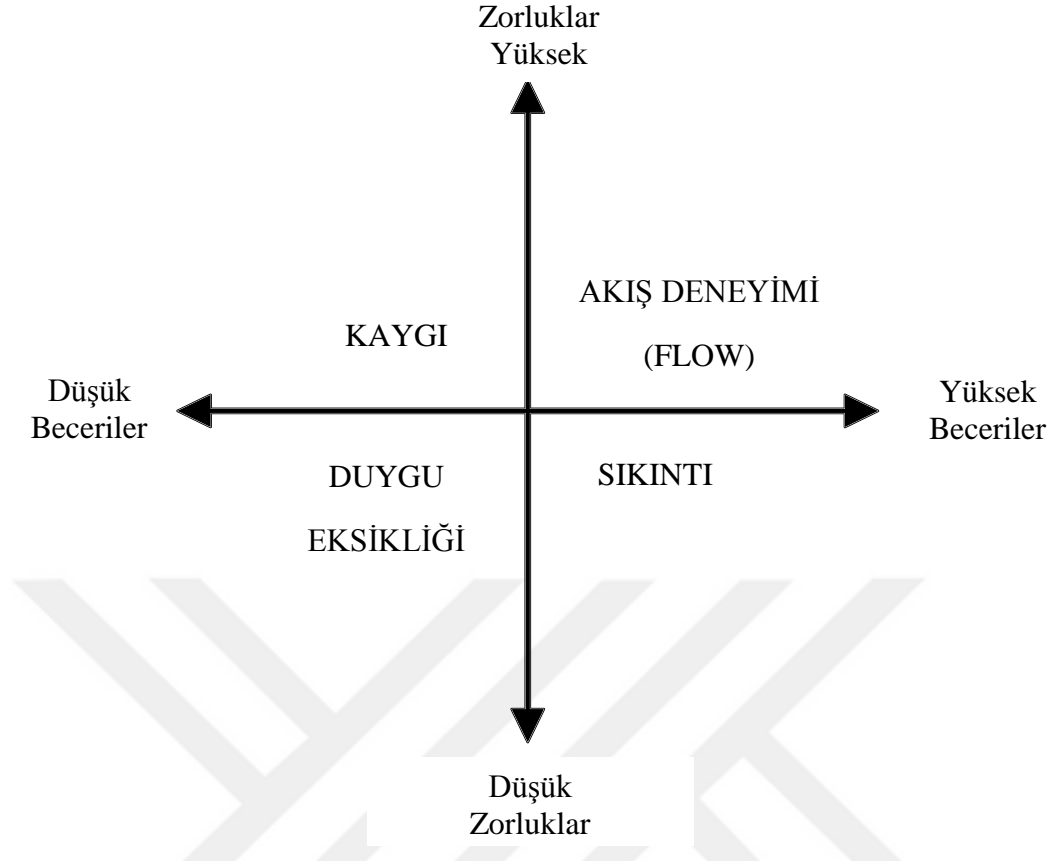 Zorluklar
Yüksek
AKIŞ DENEYİMİ
KAYGI
(FLOW)
Düşük
Beceriler
Yüksek
Beceriler
DUYGU
SIKINTI
EKSİKLİĞİ
Düşük
Zorluklar